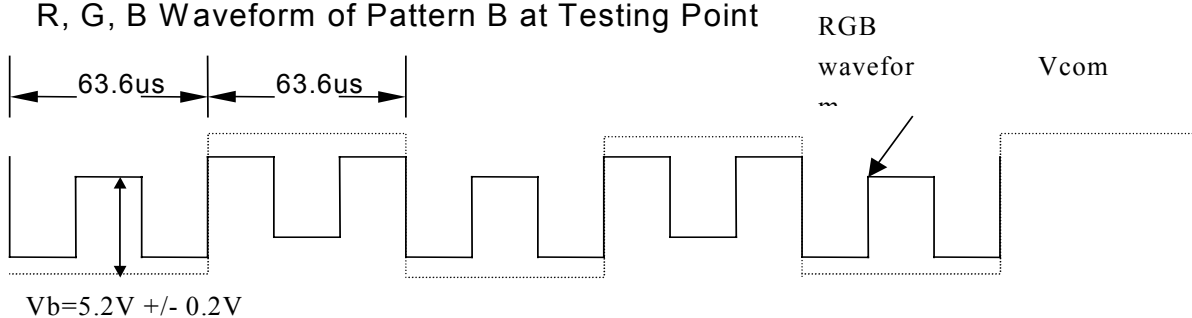 R, G, B Waveform of Pattern B at Testing Point
RGB
wavefor
Vcom
63.6us
63.6us
Vb=5.2V +/- 0.2V